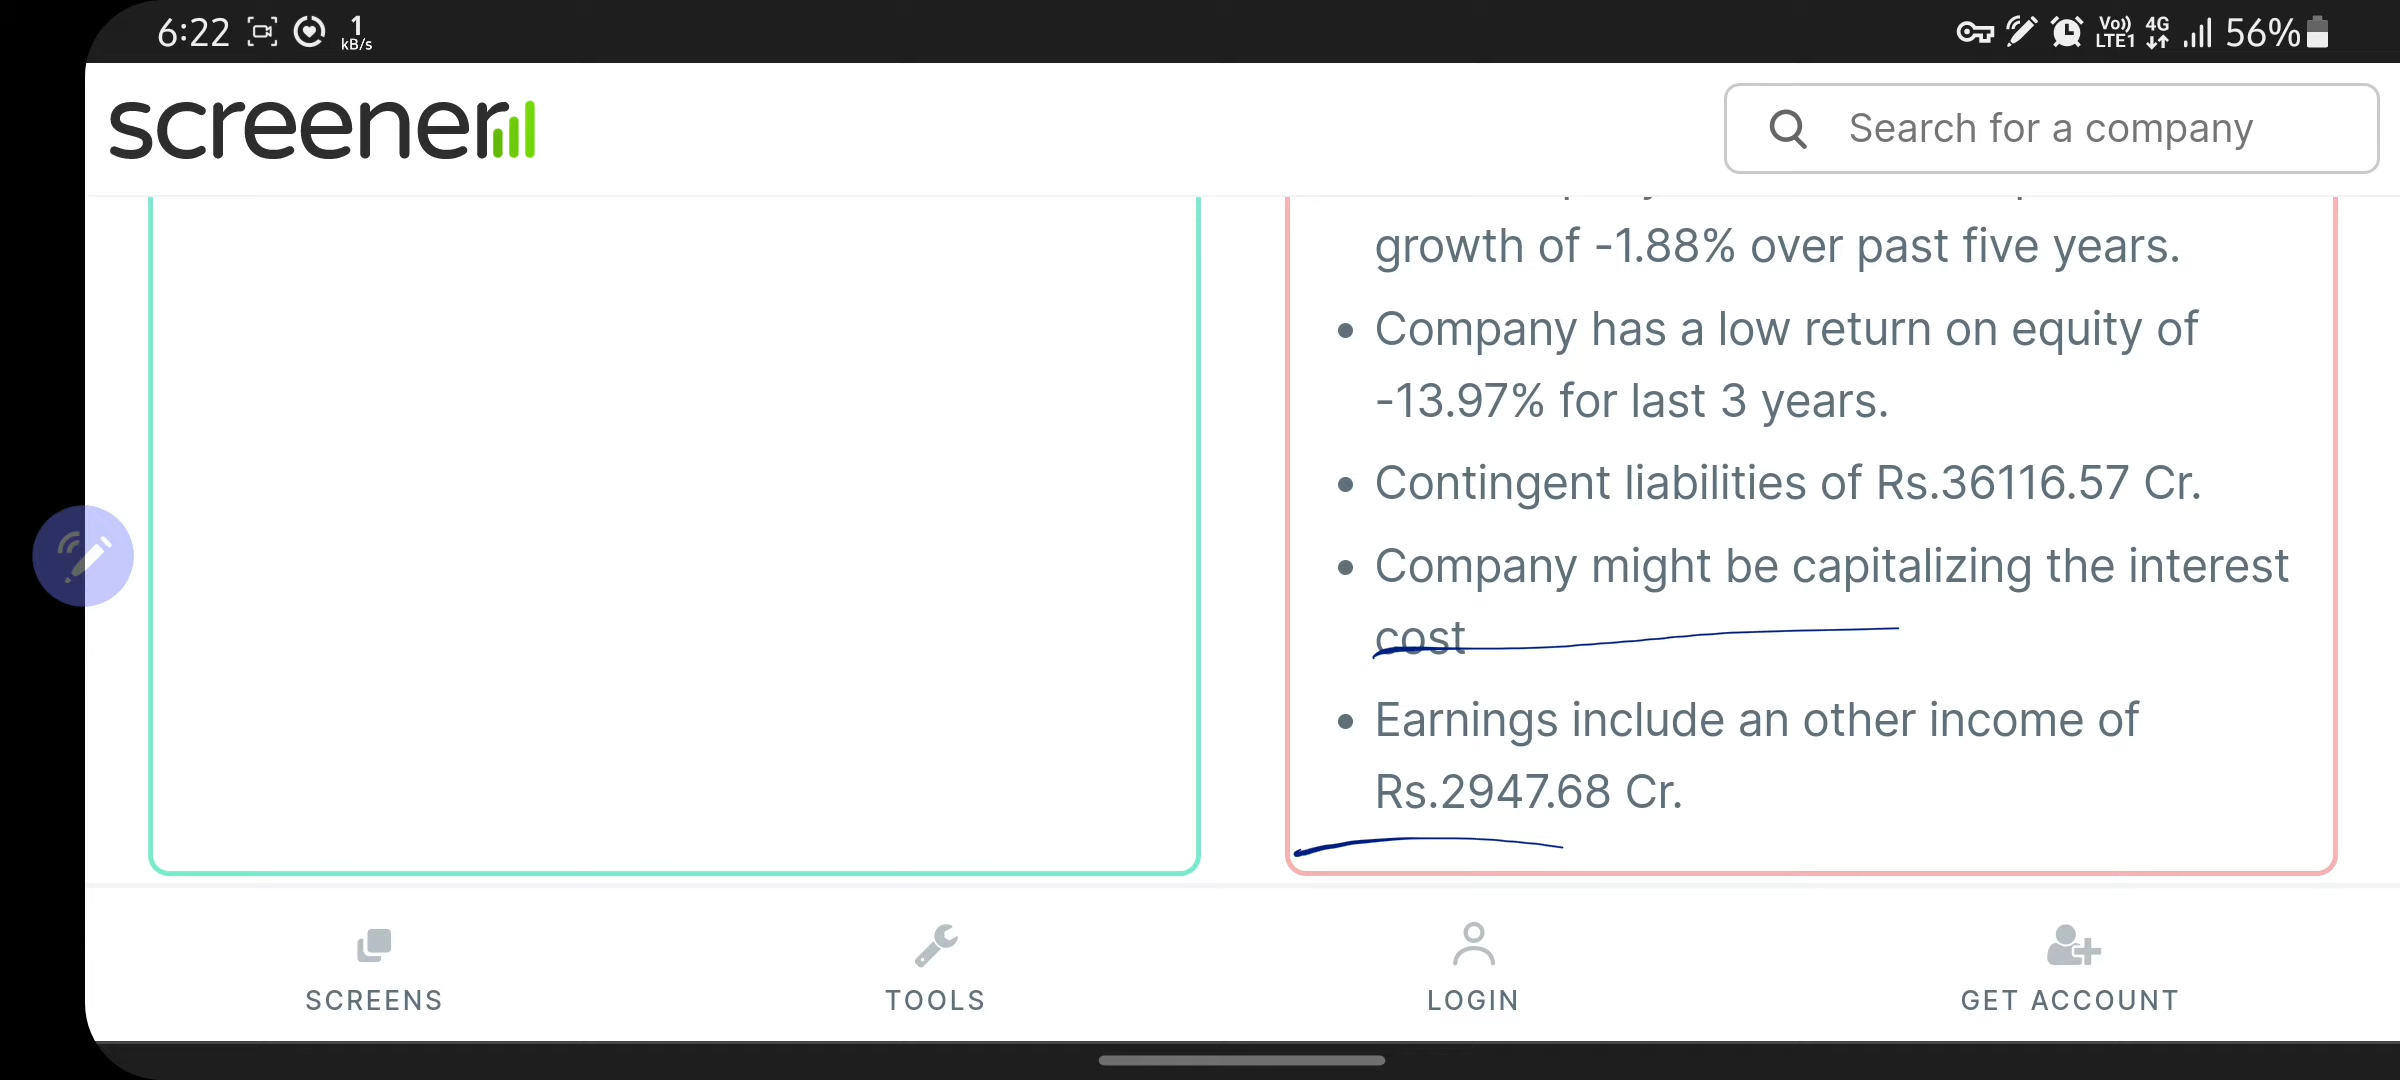 6:22 1 kB/s Vo)) LTE1 4G 56%
screener Search for a company
growth of -1.88% over past five years.
• Company has a low return on equity of
-13.97% for last 3 years.
• Contingent liabilities of Rs.36116.57 Cr.
• Company might be capitalizing the interest
cost
• Earnings include an other income of
Rs.2947.68 Cr.
SCREENS TOOLS LOGIN GET ACCOUNT